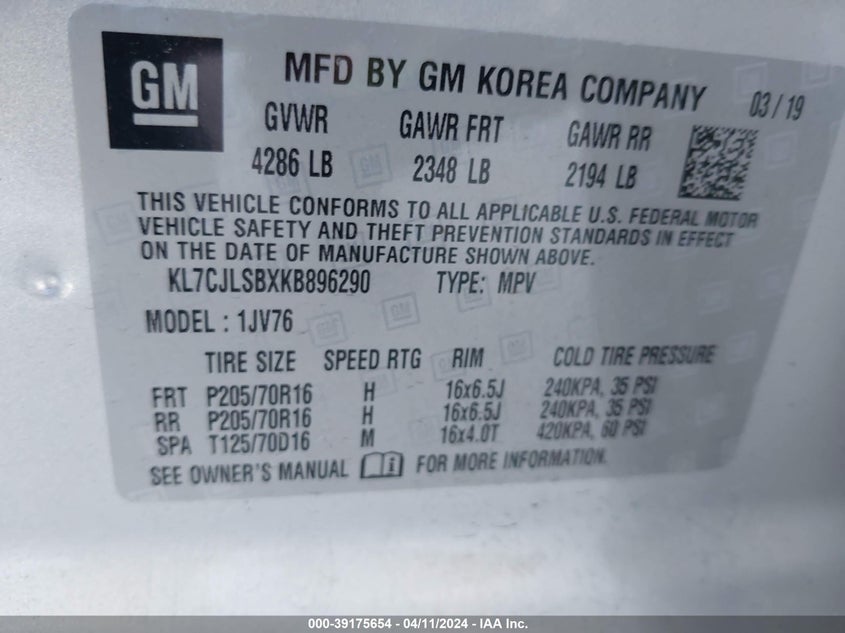 GM
MFD BY GM KOREA COMPANY 03/19
GVWR GAWR FRT GAWR RR
4286 LB 2348 LB 2194 LB
THIS VEHICLE CONFORMS TO ALL APPLICABLE U.S. FEDERAL MOTOR
VEHICLE SAFETY AND THEFT PREVENTION STANDARDS IN EFFECT
ON THE DATE OF MANUFACTURE SHOWN ABOVE.
KL7CJLSBXKB896290 TYPE: MPV
MODEL : 1JV76
TIRE SIZE SPEED RTG RIM COLD TIRE PRESSURE
FRT P205/70R16 H 16x6.5J 240KPA, 35 PSI
RR P205/70R16 H 16x6.5J 240KPA, 35 PSI
SPA T125/70D16 M 16x4.0T 420KPA, 60 PSI
SEE OWNER'S MANUAL i FOR MORE INFORMATION.
000-39175654 - 04/11/2024 - IAA Inc.